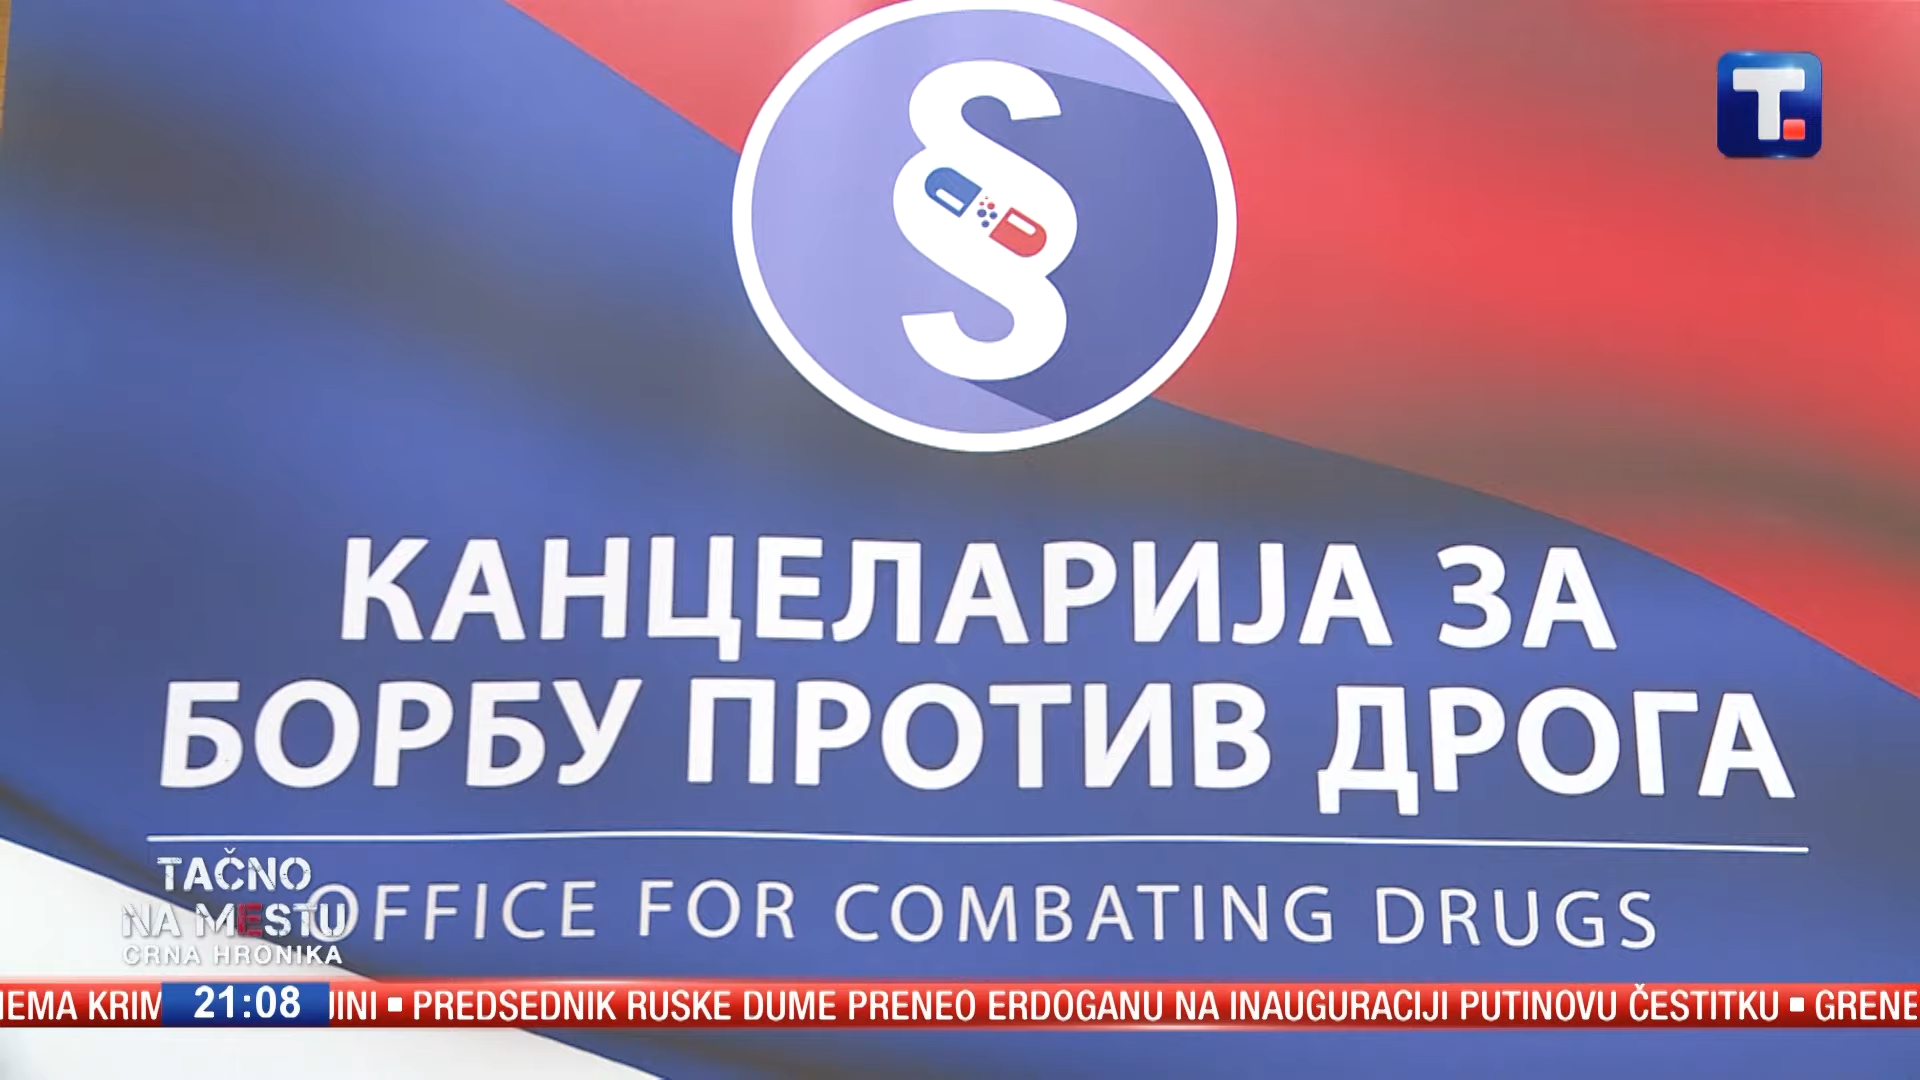 T.
§
КАНЦЕЛАРИЈА ЗА
БОРБУ ПРОТИВ ДРОГА
OFFICE FOR COMBATING DRUGS
TAČNO
NA MESTU
CRNA HRONIKA
21:08
PREDSEDNIK RUSKE DUME PRENEO ERDOGANU NA INAUGURACIJI PUTINOVU ČESTITKU